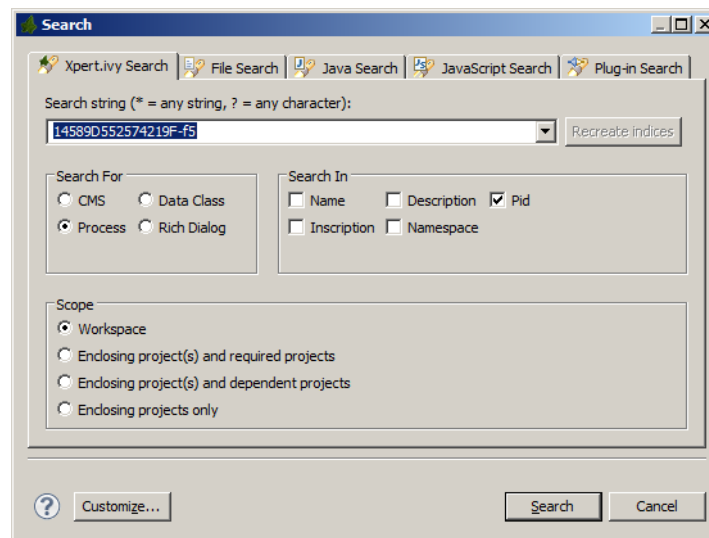 Search
Xpert.ivy Search File Search Java Search JavaScript Search Plug-in Search
Search string (* = any string, ? = any character):
14589D552574219F-f5 Recreate indices
Search For Search In
CMS Data Class Name Description Pid
Process Rich Dialog Inscription Namespace
Scope
Workspace
Enclosing project(s) and required projects
Enclosing project(s) and dependent projects
Enclosing projects only
? Customize... Search Cancel